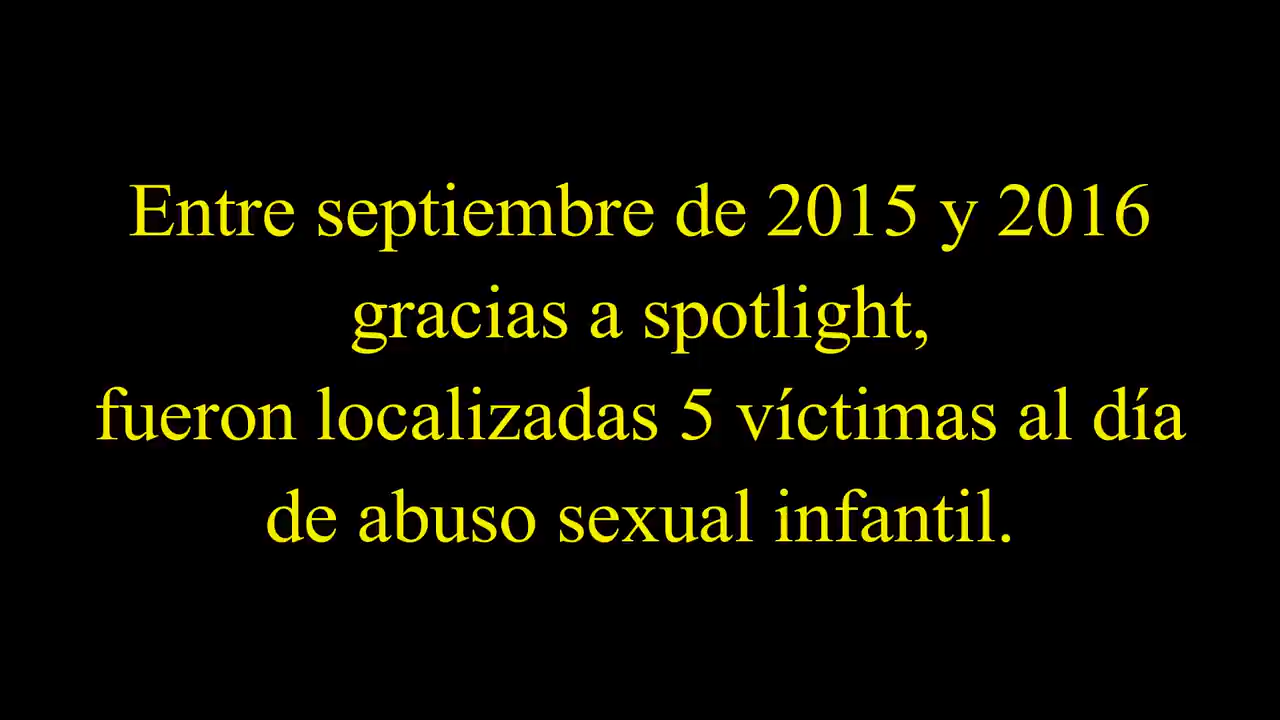 Entre septiembre de 2015 y 2016
gracias a spotlight,
fueron localizadas 5 víctimas al día
de abuso sexual infantil.